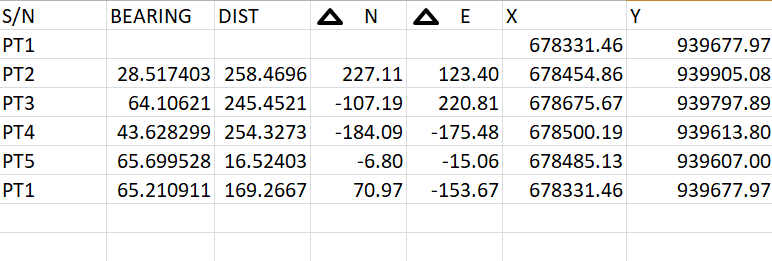 S/N BEARING DIST △ N △ E X Y
PT1 678331.46 939677.97
PT2 28.517403 258.4696 227.11 123.40 678454.86 939905.08
PT3 64.10621 245.4521 -107.19 220.81 678675.67 939797.89
PT4 43.628299 254.3273 -184.09 -175.48 678500.19 939613.80
PT5 65.699528 16.52403 -6.80 -15.06 678485.13 939607.00
PT1 65.210911 169.2667 70.97 -153.67 678331.46 939677.97